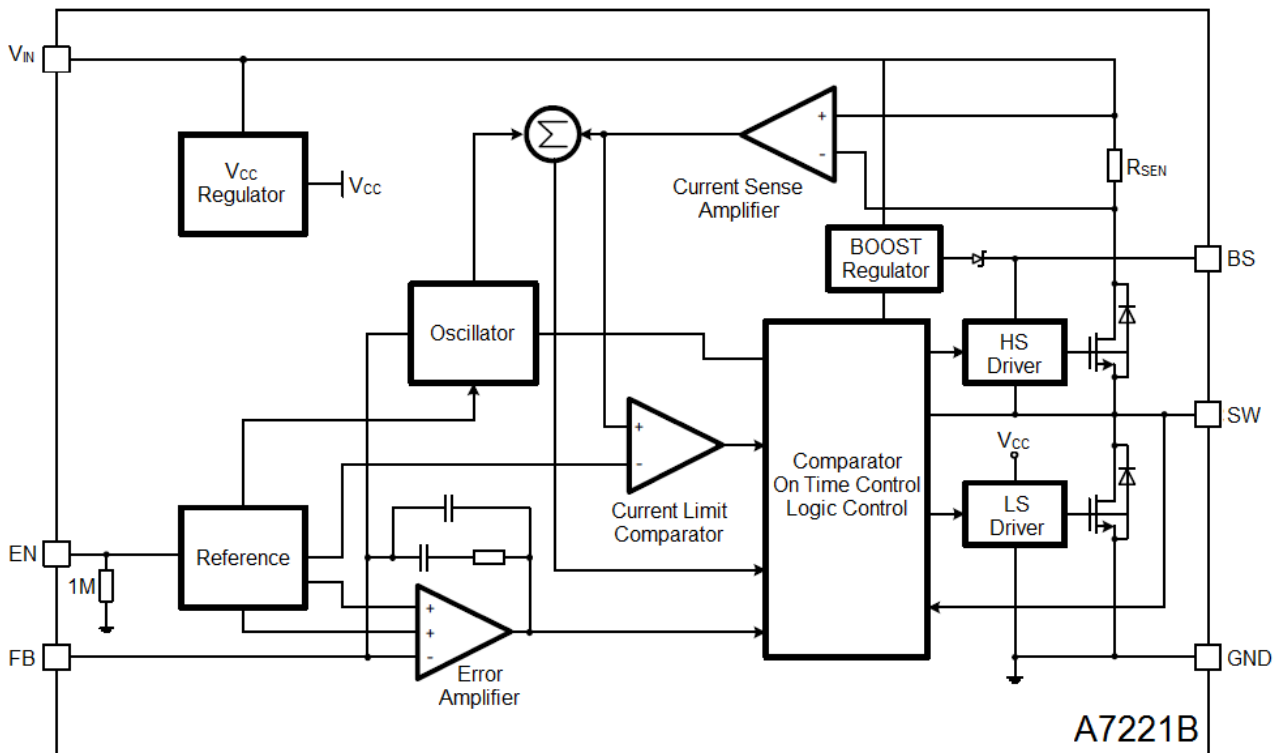 VIN
VCC
Regulator
VCC
Σ
+
-
Current Sense
Amplifier
RSEN
BOOST
Regulator
BS
Oscillator
HS
Driver
SW
+
-
Current Limit
Comparator
Comparator
On Time Control
Logic Control
VCC
LS
Driver
EN
1M
Reference
+
+
-
Error
Amplifier
FB
GND
A7221B